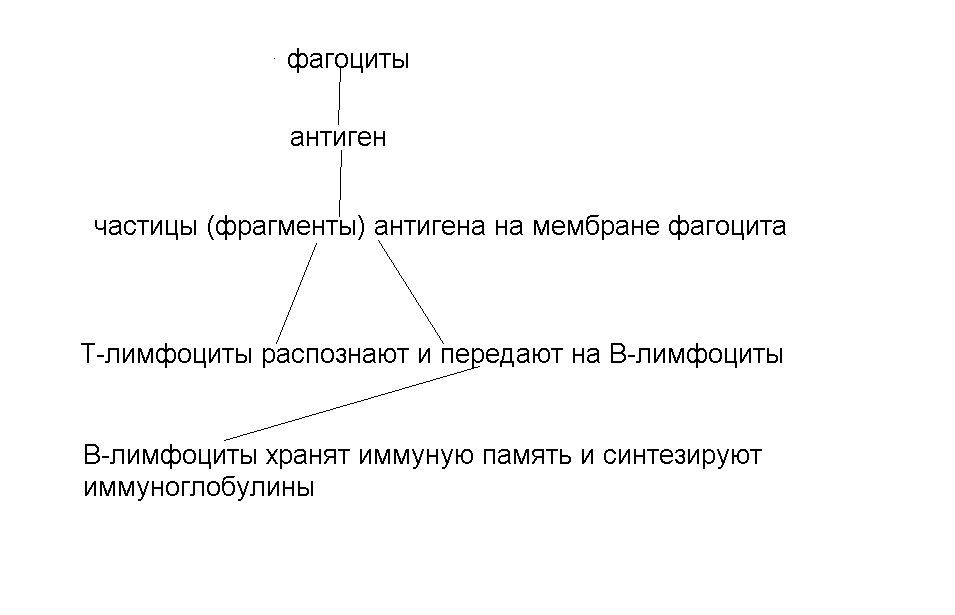 фагоциты
антиген
частицы (фрагменты) антигена на мембране фагоцита
Т-лимфоциты распознают и передают на В-лимфоциты
В-лимфоциты хранят иммуную память и синтезируют
иммуноглобулины